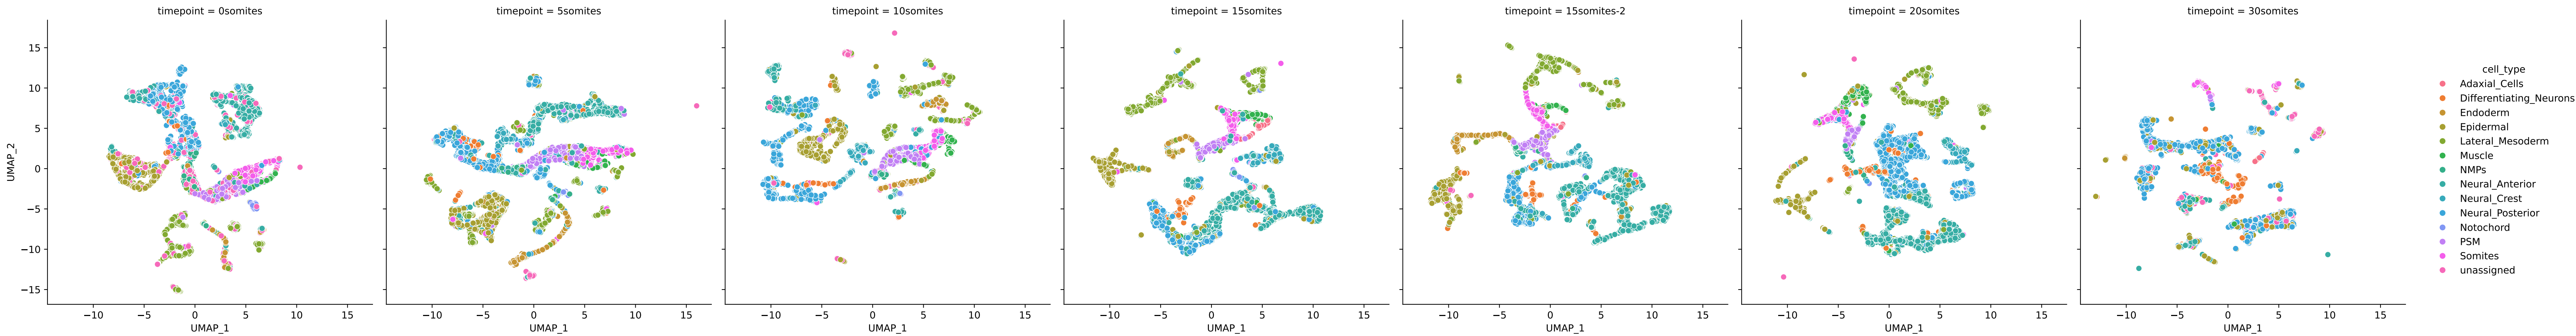 timepoint = 0somites
timepoint = 5somites
timepoint = 10somites
timepoint = 15somites
timepoint = 15somites-2
timepoint = 20somites
timepoint = 30somites
UMAP_2
15
10
5
0
−5
−10
−15
−10 −5 0 5 10 15
−10 −5 0 5 10 15
−10 −5 0 5 10 15
−10 −5 0 5 10 15
−10 −5 0 5 10 15
−10 −5 0 5 10 15
−10 −5 0 5 10 15
UMAP_1
UMAP_1
UMAP_1
UMAP_1
UMAP_1
UMAP_1
UMAP_1
cell_type
Adaxial_Cells
Differentiating_Neurons
Endoderm
Epidermal
Lateral_Mesoderm
Muscle
NMPs
Neural_Anterior
Neural_Crest
Neural_Posterior
Notochord
PSM
Somites
unassigned